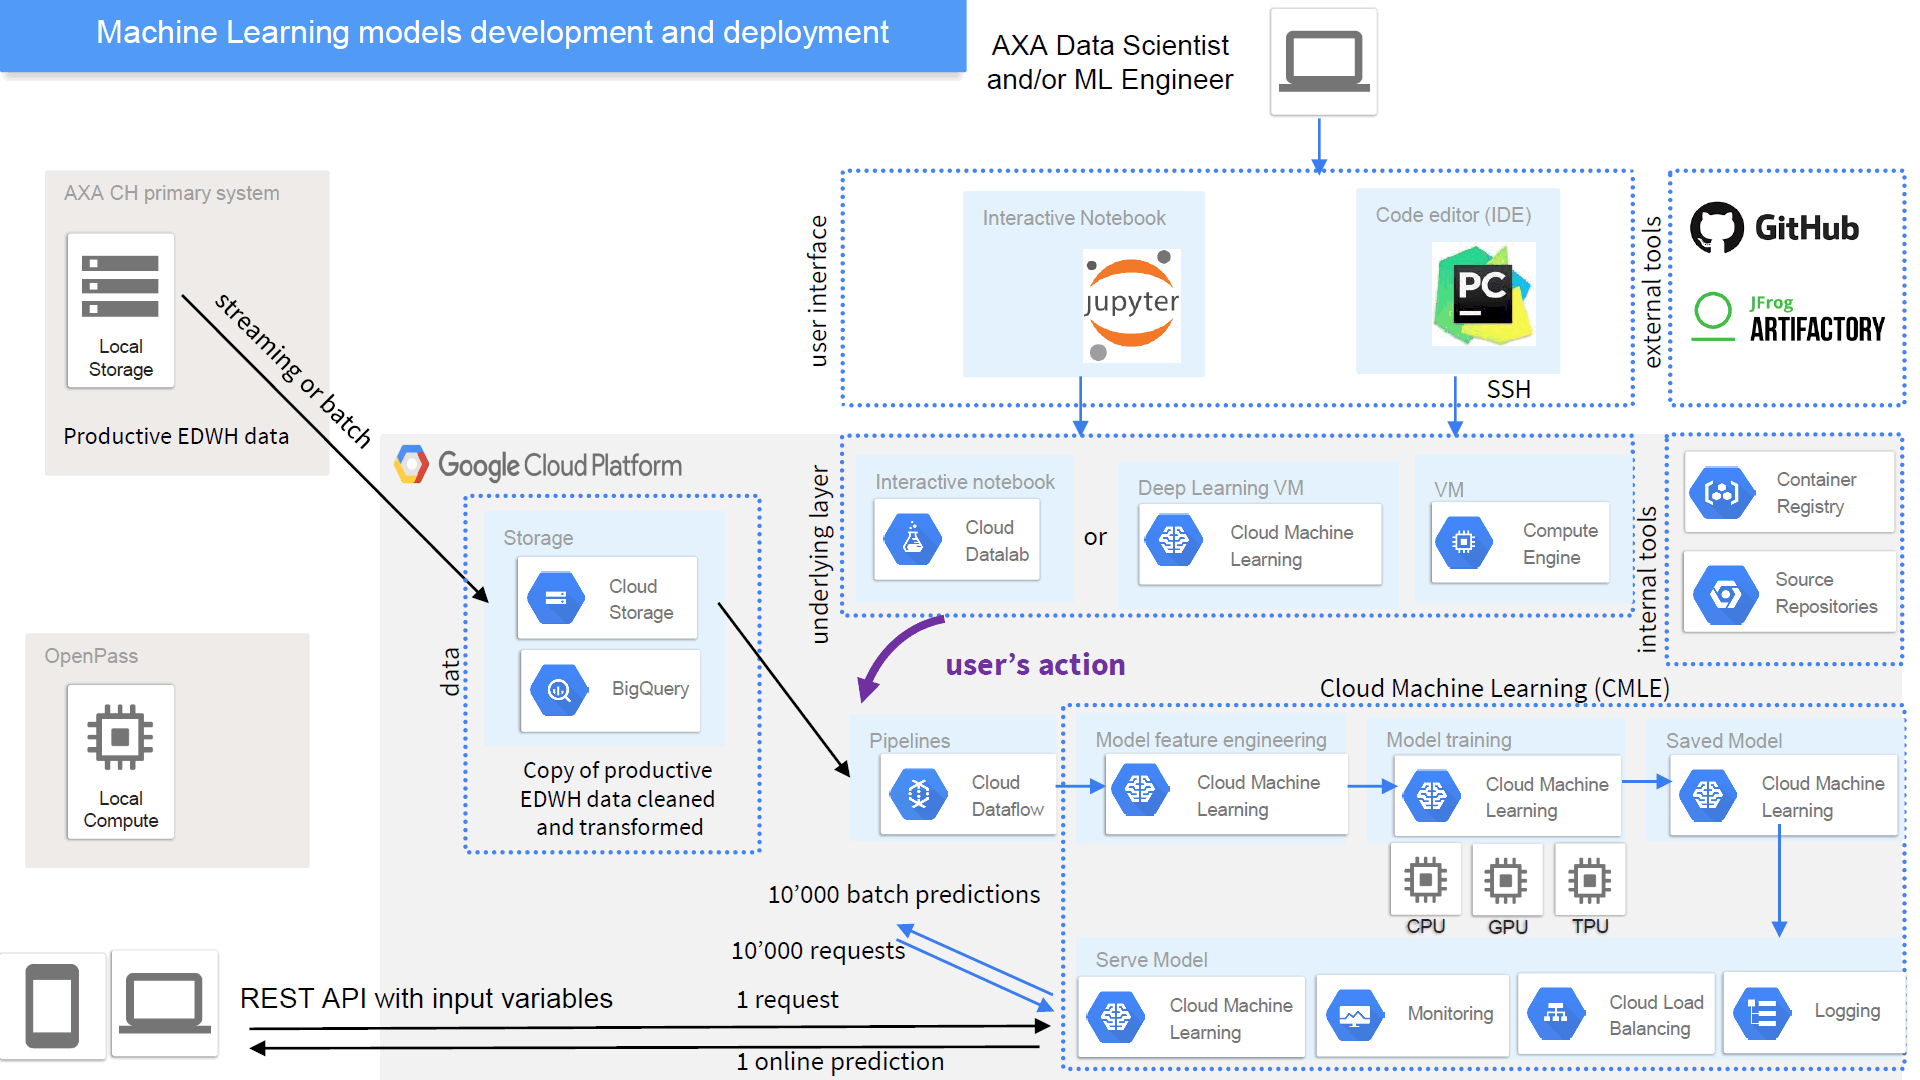 Machine Learning models development and deployment
AXA Data Scientist
and/or ML Engineer
AXA CH primary system
Local
Storage
Productive EDWH data
streaming or batch
OpenPass
Local
Compute
user interface
Interactive Notebook
jupyter
Code editor (IDE)
PC
SSH
external tools
GitHub
JFrog
ARTIFACTORY
Google Cloud Platform
data
Storage
Cloud
Storage
BigQuery
Copy of productive
EDWH data cleaned
and transformed
underlying layer
Interactive notebook
Cloud
Datalab
or
Deep Learning VM
Cloud Machine
Learning
VM
Compute
Engine
internal tools
Container
Registry
Source
Repositories
user's action
Cloud Machine Learning (CMLE)
Pipelines
Cloud
Dataflow
Model feature engineering
Cloud Machine
Learning
Model training
Cloud Machine
Learning
CPU
GPU
TPU
Saved Model
Cloud Machine
Learning
10’000 batch predictions
10’000 requests
REST API with input variables
1 request
1 online prediction
Serve Model
Cloud Machine
Learning
Monitoring
Cloud Load
Balancing
Logging